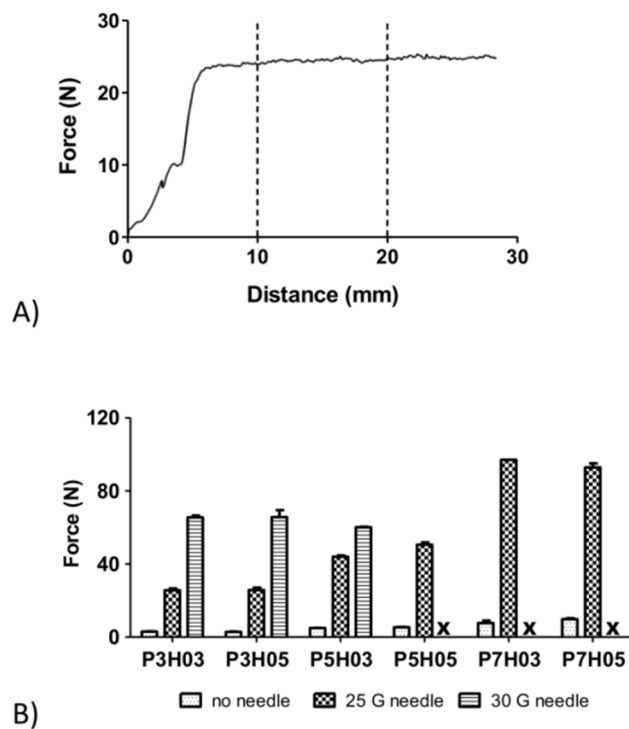 30
20
10
0
Force (N)
0 10 20 30
Distance (mm)
A)
120
80
40
0
Force (N)
x x x
P3H03 P3H05 P5H03 P5H05 P7H03 P7H05
no needle 25 G needle 30 G needle
B)